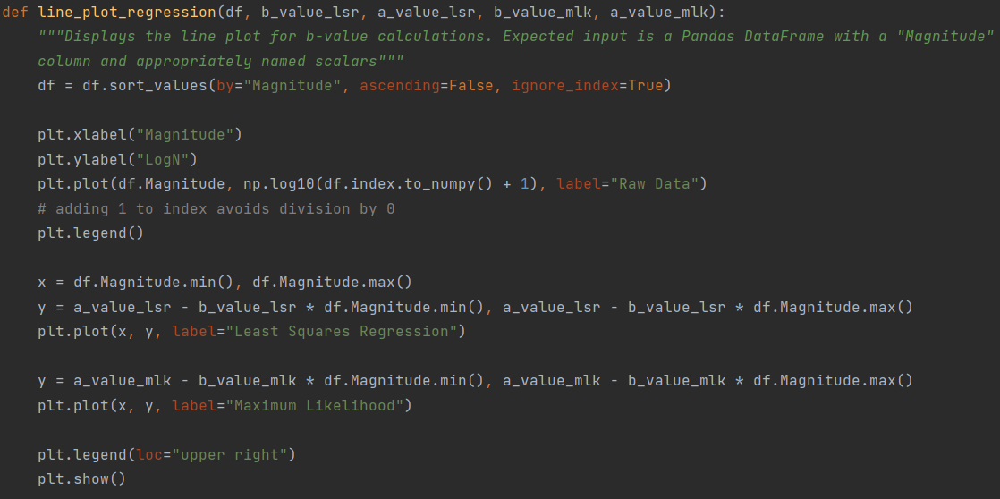 def line_plot_regression(df, b_value_lsr, a_value_lsr, b_value_mlk, a_value_mlk):
    """Displays the line plot for b-value calculations. Expected input is a Pandas DataFrame with a "Magnitude"
    column and appropriately named scalars"""
    df = df.sort_values(by="Magnitude", ascending=False, ignore_index=True)

    plt.xlabel("Magnitude")
    plt.ylabel("LogN")
    plt.plot(df.Magnitude, np.log10(df.index.to_numpy() + 1), label="Raw Data")
    # adding 1 to index avoids division by 0
    plt.legend()

    x = df.Magnitude.min(), df.Magnitude.max()
    y = a_value_lsr - b_value_lsr * df.Magnitude.min(), a_value_lsr - b_value_lsr * df.Magnitude.max()
    plt.plot(x, y, label="Least Squares Regression")

    y = a_value_mlk - b_value_mlk * df.Magnitude.min(), a_value_mlk - b_value_mlk * df.Magnitude.max()
    plt.plot(x, y, label="Maximum Likelihood")

    plt.legend(loc="upper right")
    plt.show()